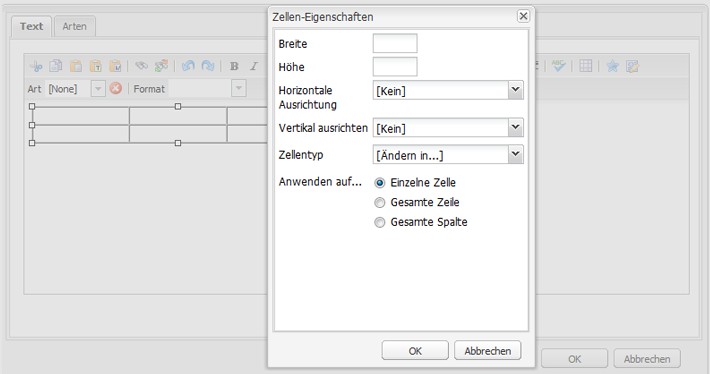 Zellen-Eigenschaften
Text Arten
B I
Art [None] Format
Breite
Höhe
Horizontale
Ausrichtung [Kein]
Vertikal ausrichten [Kein]
Zellentyp [Ändern in...]
Anwenden auf... Einzelne Zelle
Gesamte Zeile
Gesamte Spalte
OK Abbrechen
OK Abbrechen